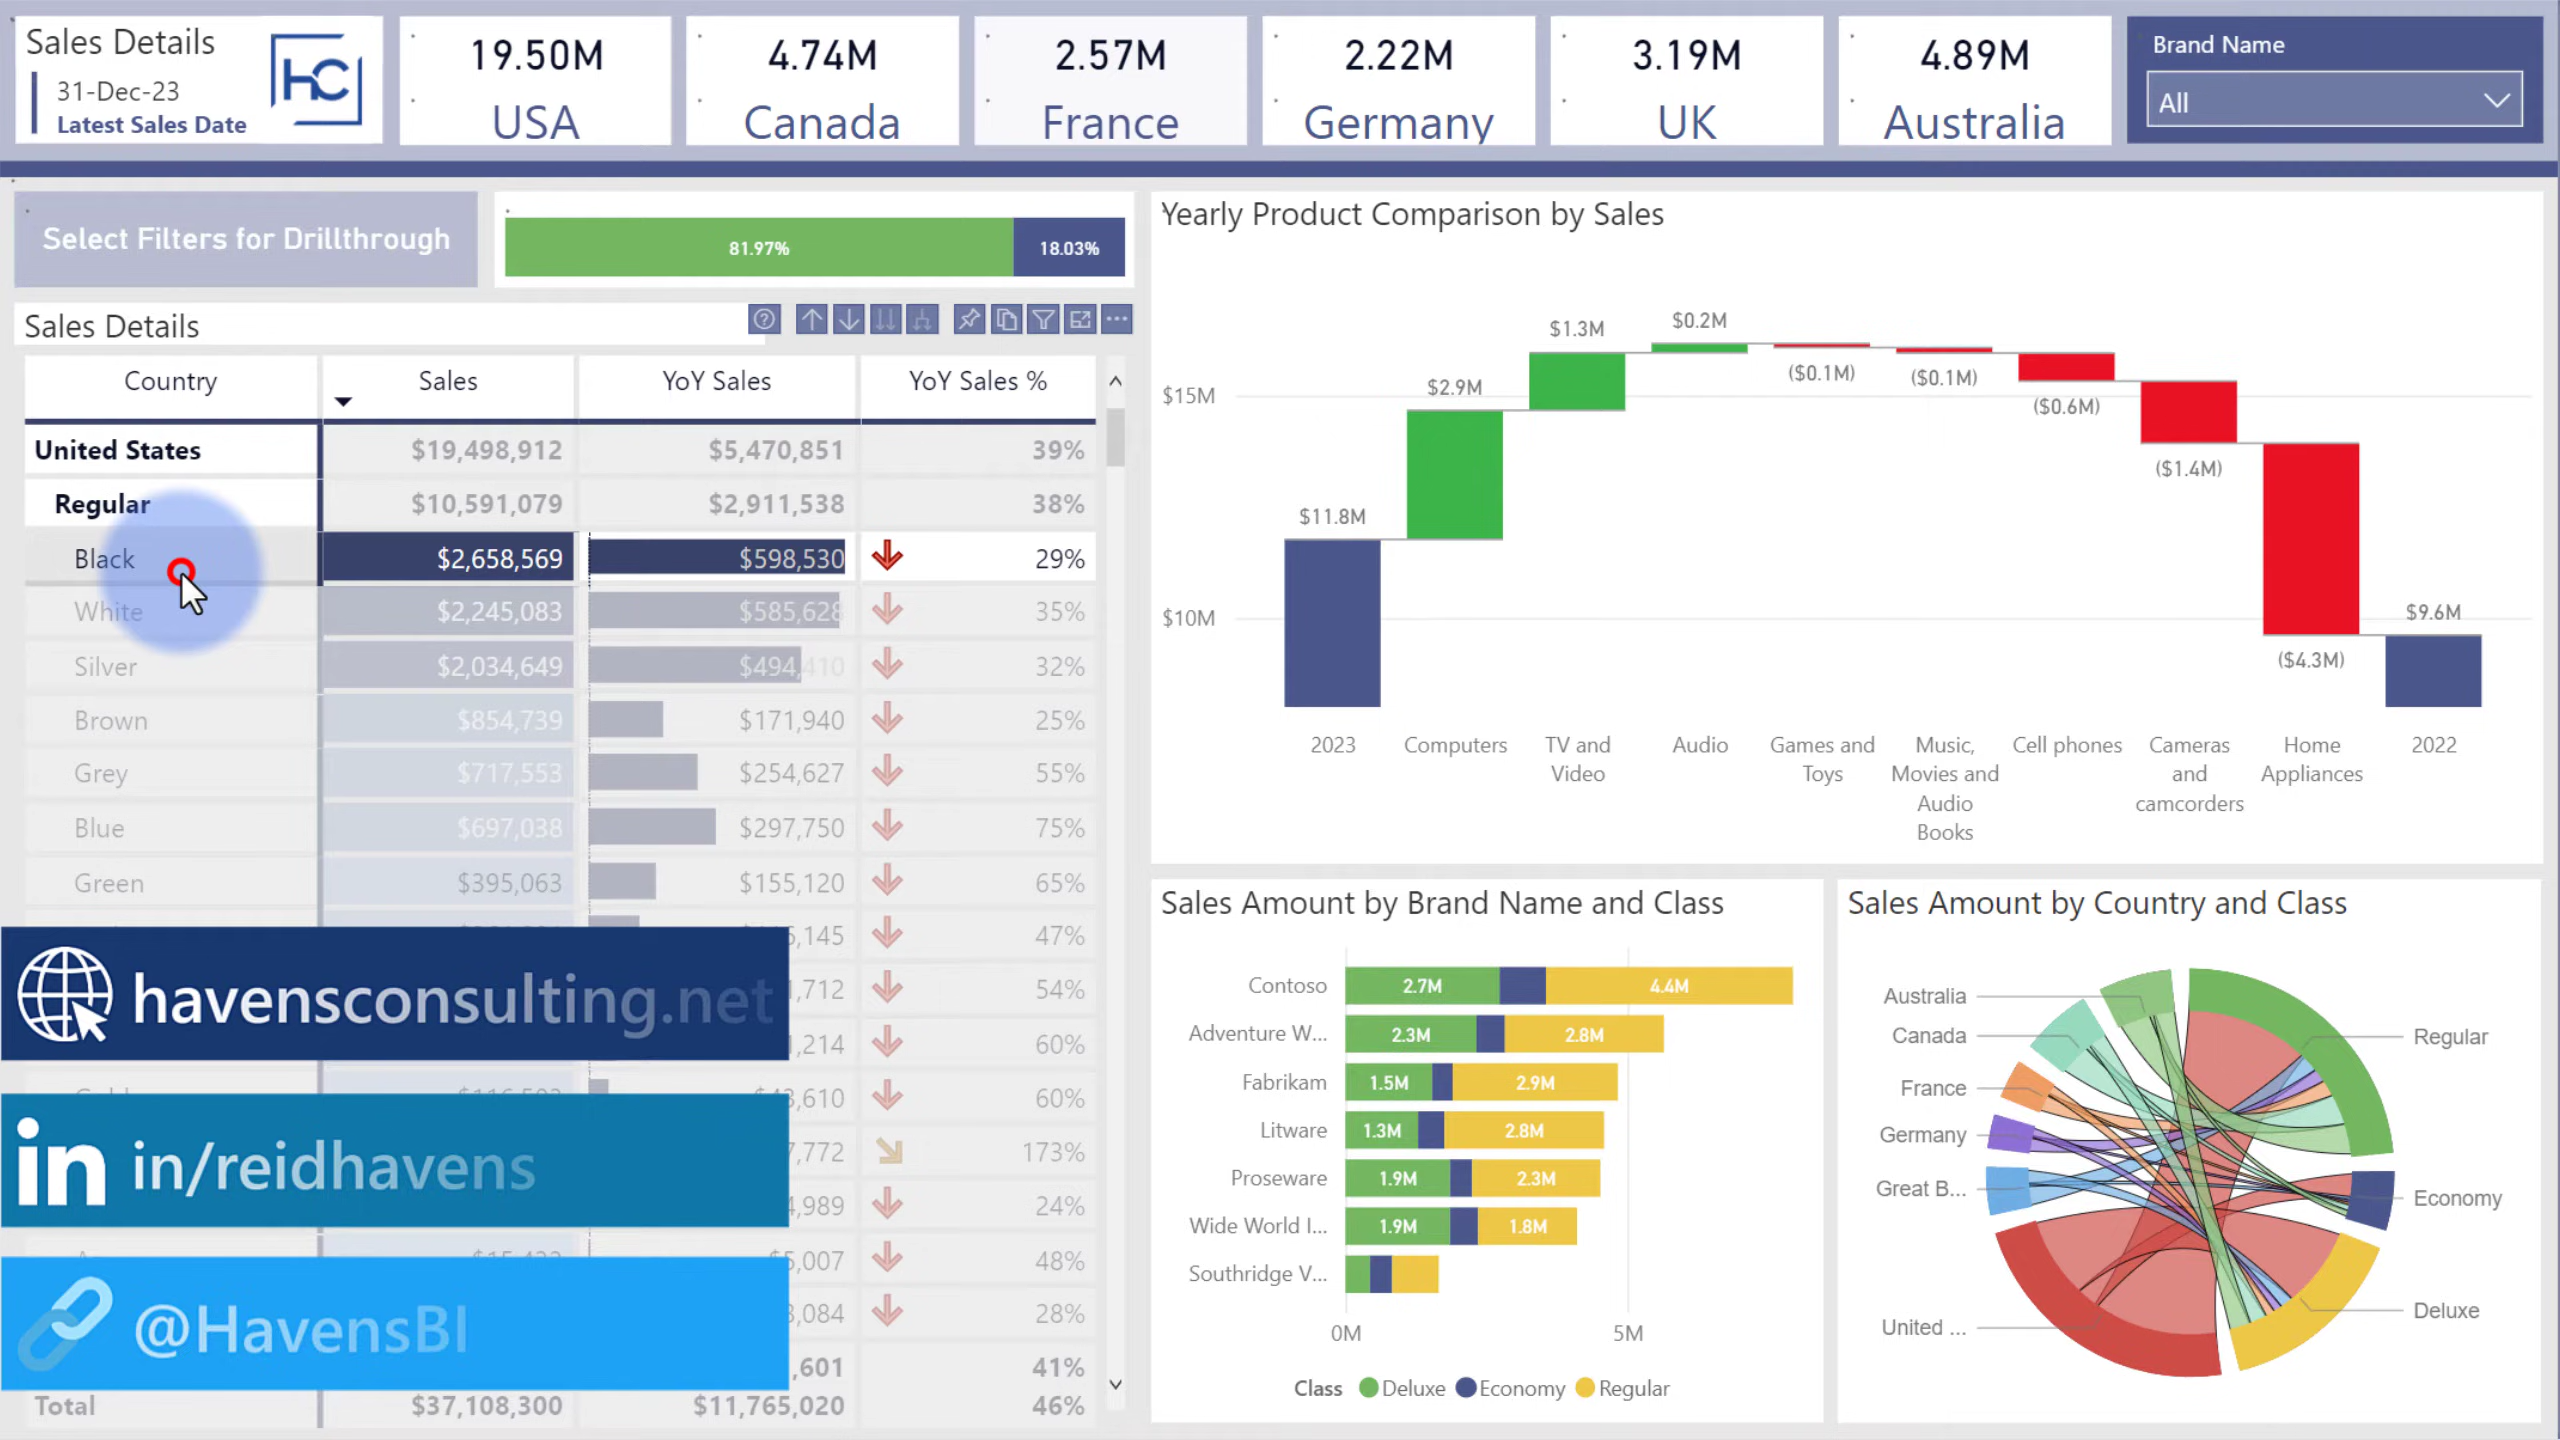 Sales Details
31-Dec-23
Latest Sales Date
HC
19.50M
USA
4.74M
Canada
2.57M
France
2.22M
Germany
3.19M
UK
4.89M
Australia
Brand Name
All
Select Filters for Drillthrough
81.97% 18.03%
Sales Details
Country Sales YoY Sales YoY Sales %
United States $19,498,912 $5,470,851 39%
Regular $10,591,079 $2,911,538 38%
Black $2,658,569 $598,530 29%
White $2,245,083 $585,628 35%
Silver $2,034,649 $494,410 32%
Brown $854,739 $171,940 25%
Grey $717,553 $254,627 55%
Blue $697,038 $297,750 75%
Green $395,063 $155,120 65%
47%
54%
60%
60%
173%
24%
48%
28%
41%
Total $37,108,300 $11,765,020 46%
havensconsulting.net
in in/reidhavens
@HavensBI
Yearly Product Comparison by Sales
$15M
$10M
$11.8M
$2.9M
$1.3M
$0.2M
($0.1M)
($0.1M)
($0.6M)
($1.4M)
($4.3M)
$9.6M
2023
Computers
TV and
Video
Audio
Games and
Toys
Music,
Movies and
Audio
Books
Cell phones
Cameras
and
camcorders
Home
Appliances
2022
Sales Amount by Brand Name and Class
Contoso 2.7M 4.4M
Adventure W... 2.3M 2.8M
Fabrikam 1.5M 2.9M
Litware 1.3M 2.8M
Proseware 1.9M 2.3M
Wide World I... 1.9M 1.8M
Southridge V...
0M 5M
Class Deluxe Economy Regular
Sales Amount by Country and Class
Australia
Canada
France
Germany
Great B...
United ...
Regular
Economy
Deluxe